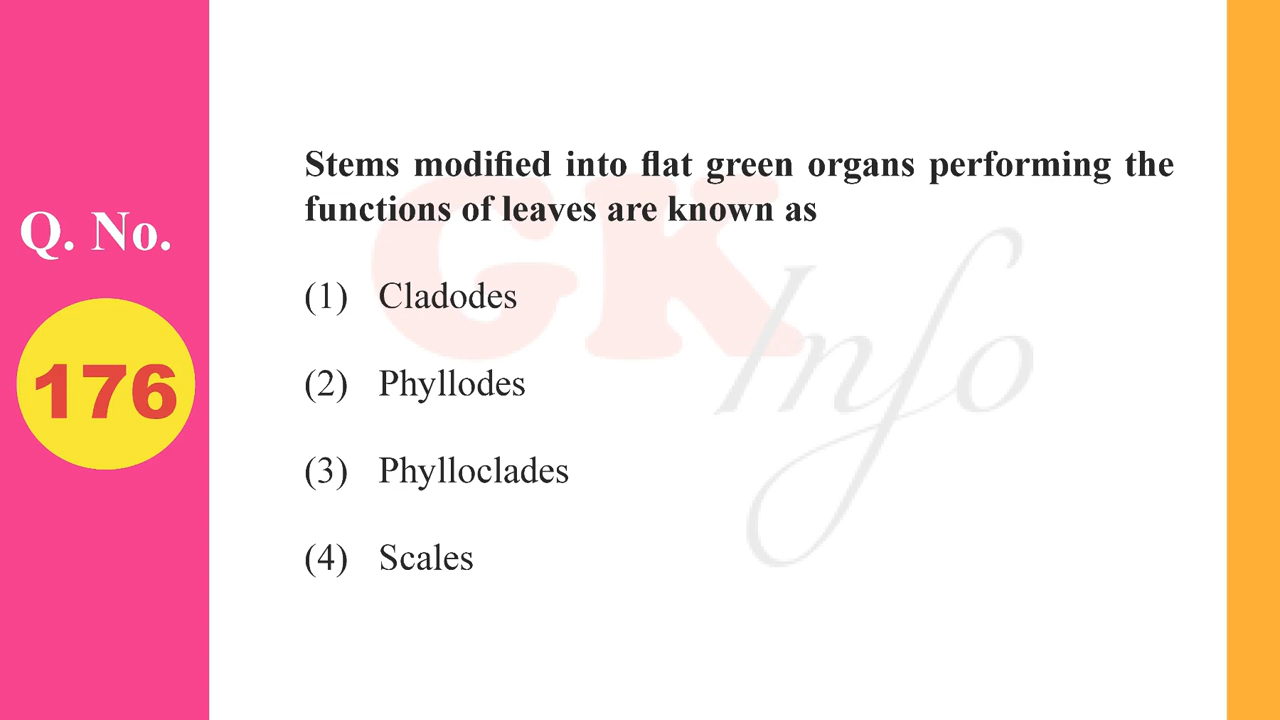 Q. No.
176
Stems modified into flat green organs performing the
functions of leaves are known as
(1) Cladodes
(2) Phyllodes
(3) Phylloclades
(4) Scales
GK
Info